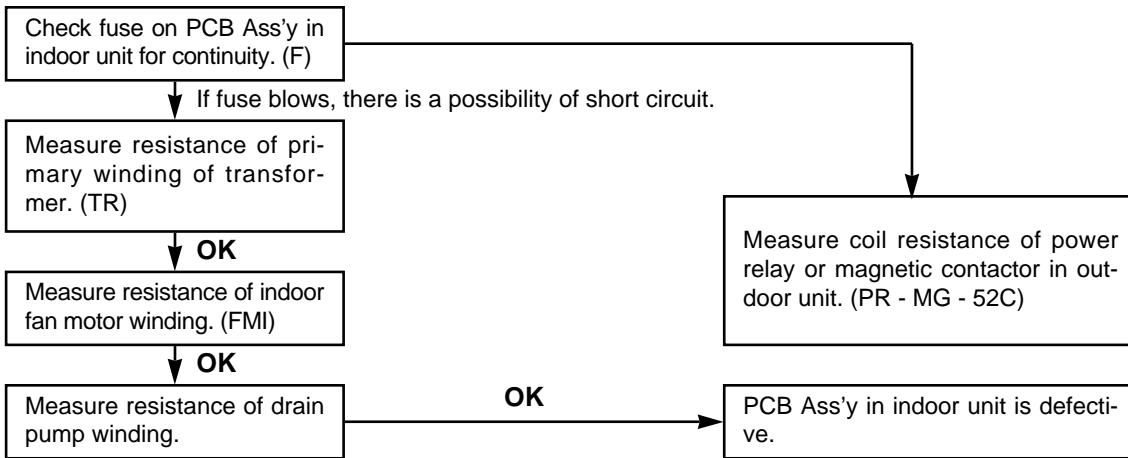 Check fuse on PCB Ass'y in
indoor unit for continuity. (F)
If fuse blows, there is a possibility of short circuit.
Measure resistance of pri-
mary winding of transfor-
mer. (TR)
OK
Measure coil resistance of power
relay or magnetic contactor in out-
door unit. (PR - MG - 52C)
Measure resistance of indoor
fan motor winding. (FMI)
OK
Measure resistance of drain
pump winding.
OK
PCB Ass'y in indoor unit is defecti-
ve.